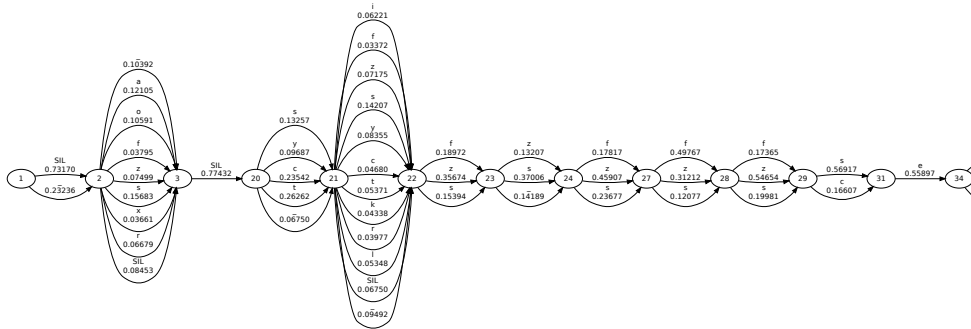 1
SIL
0.73170
-
0.23236
2
-
0.10392
a
0.12105
o
0.10591
f
0.03795
z
0.07499
s
0.15683
x
0.03661
r
0.06679
SIL
0.08453
3
SIL
0.77432
20
s
0.13257
y
0.09687
c
0.23542
t
0.26262
-
0.06750
21
i
0.06221
f
0.03372
z
0.07175
s
0.14207
y
0.08355
c
0.04680
t
0.05371
k
0.04338
r
0.03977
l
0.05348
SIL
0.06750
-
0.09492
22
f
0.18972
z
0.35674
s
0.15394
23
z
0.13207
s
0.37006
-
0.14189
24
f
0.17817
z
0.45907
s
0.23677
27
f
0.49767
z
0.31212
s
0.12077
28
f
0.17365
z
0.54654
s
0.19981
29
s
0.56917
c
0.16607
31
e
0.55897
34